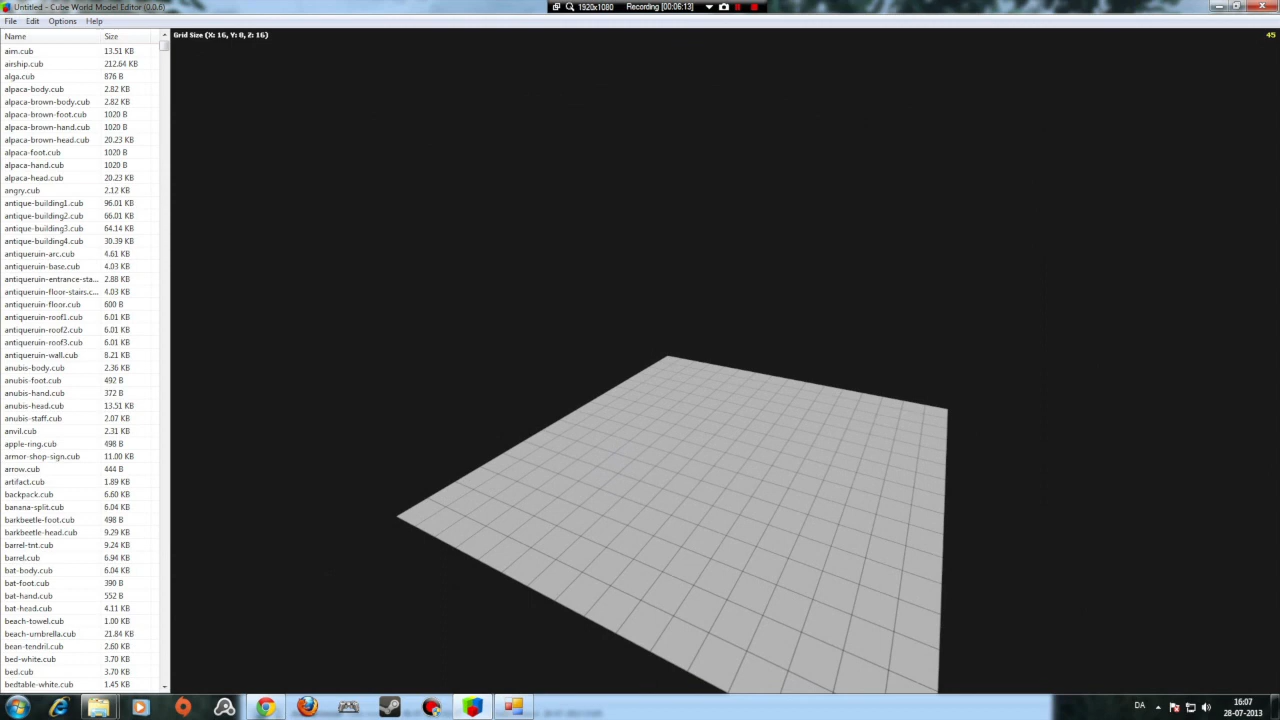 Untitled - Cube World Model Editor (0.0.6)
1920x1080 Recording [00:06:13]
File Edit Options Help
Name Size
Grid Size (X: 16, Y: 8, Z: 16)
45
aim.cub 13.51 KB
airship.cub 212.64 KB
alga.cub 876 B
alpaca-body.cub 2.82 KB
alpaca-brown-body.cub 2.82 KB
alpaca-brown-foot.cub 1020 B
alpaca-brown-hand.cub 1020 B
alpaca-brown-head.cub 20.23 KB
alpaca-foot.cub 1020 B
alpaca-hand.cub 1020 B
alpaca-head.cub 20.23 KB
angry.cub 2.12 KB
antique-building1.cub 96.01 KB
antique-building2.cub 66.01 KB
antique-building3.cub 64.14 KB
antique-building4.cub 30.39 KB
antiqueruin-arc.cub 4.61 KB
antiqueruin-base.cub 4.03 KB
antiqueruin-entrance-sta... 2.88 KB
antiqueruin-floor-stairs.c... 4.03 KB
antiqueruin-floor.cub 600 B
antiqueruin-roof1.cub 6.01 KB
antiqueruin-roof2.cub 6.01 KB
antiqueruin-roof3.cub 6.01 KB
antiqueruin-wall.cub 8.21 KB
anubis-body.cub 2.36 KB
anubis-foot.cub 492 B
anubis-hand.cub 372 B
anubis-head.cub 13.51 KB
anubis-staff.cub 2.07 KB
anvil.cub 2.31 KB
apple-ring.cub 498 B
armor-shop-sign.cub 11.00 KB
arrow.cub 444 B
artifact.cub 1.89 KB
backpack.cub 6.60 KB
banana-split.cub 6.04 KB
barkbeetle-foot.cub 498 B
barkbeetle-head.cub 9.29 KB
barrel-tnt.cub 9.24 KB
barrel.cub 6.94 KB
bat-body.cub 6.04 KB
bat-foot.cub 390 B
bat-hand.cub 552 B
bat-head.cub 4.11 KB
beach-towel.cub 1.00 KB
beach-umbrella.cub 21.84 KB
bean-tendril.cub 2.60 KB
bed-white.cub 3.70 KB
bed.cub 3.70 KB
bedtable-white.cub 1.45 KB
DA
16:07
28-07-2013